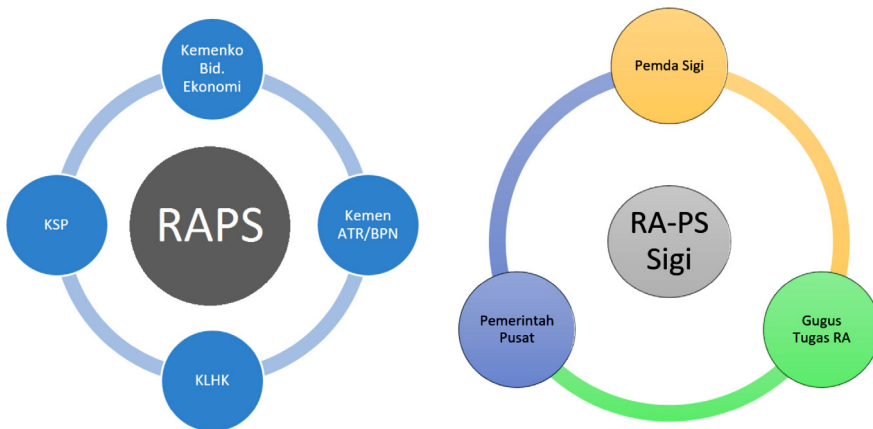 Kemenko
Bid.
Ekonomi
KSP
RAPS
Kemen
ATR/BPN
KLHK
Pemda Sigi
RA-PS
Sigi
Pemerintah
Pusat
Gugus
Tugas RA